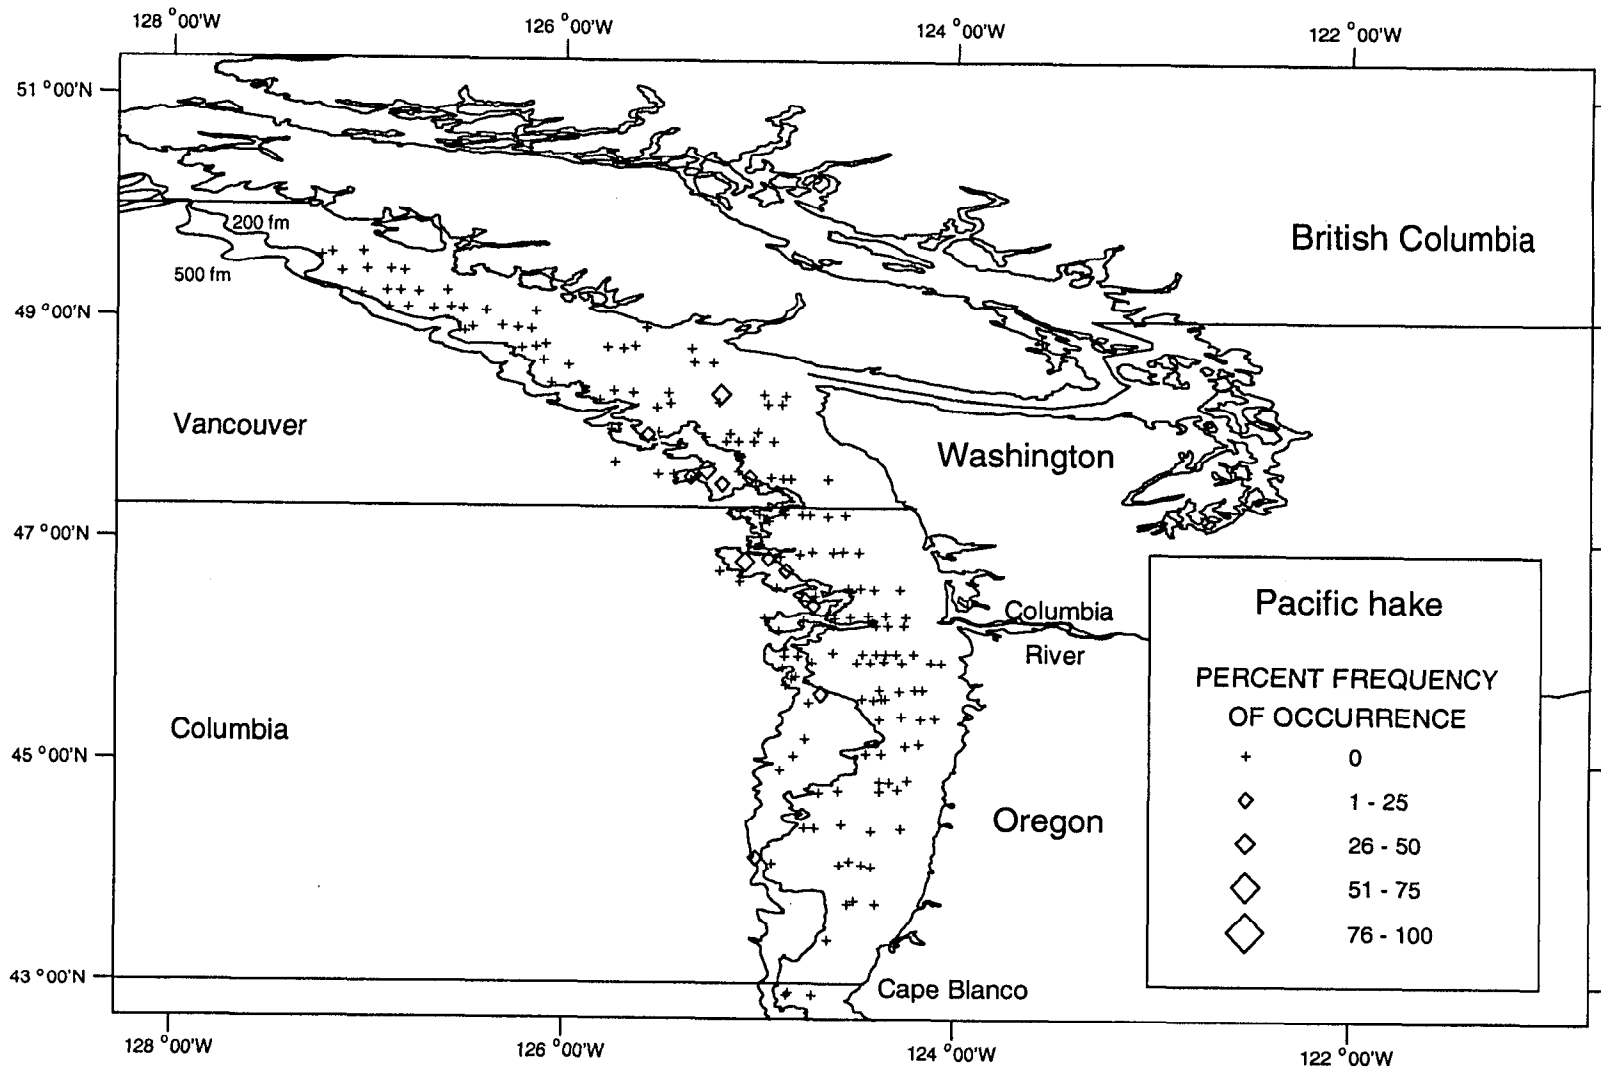 128 °00'W
126 °00'W
124 °00'W
122 °00'W
51 °00'N
200 fm
British Columbia
500 fm
49 °00'N
Vancouver
Washington
47 °00'N
Pacific hake
Columbia
River
PERCENT FREQUENCY
OF OCCURRENCE
Columbia
45 °00'N
0
1 - 25
Oregon
26 - 50
51 - 75
76 - 100
43 °00'N
Cape Blanco
128 °00'W
126 °00'W
124 °00'W
122 °00'W